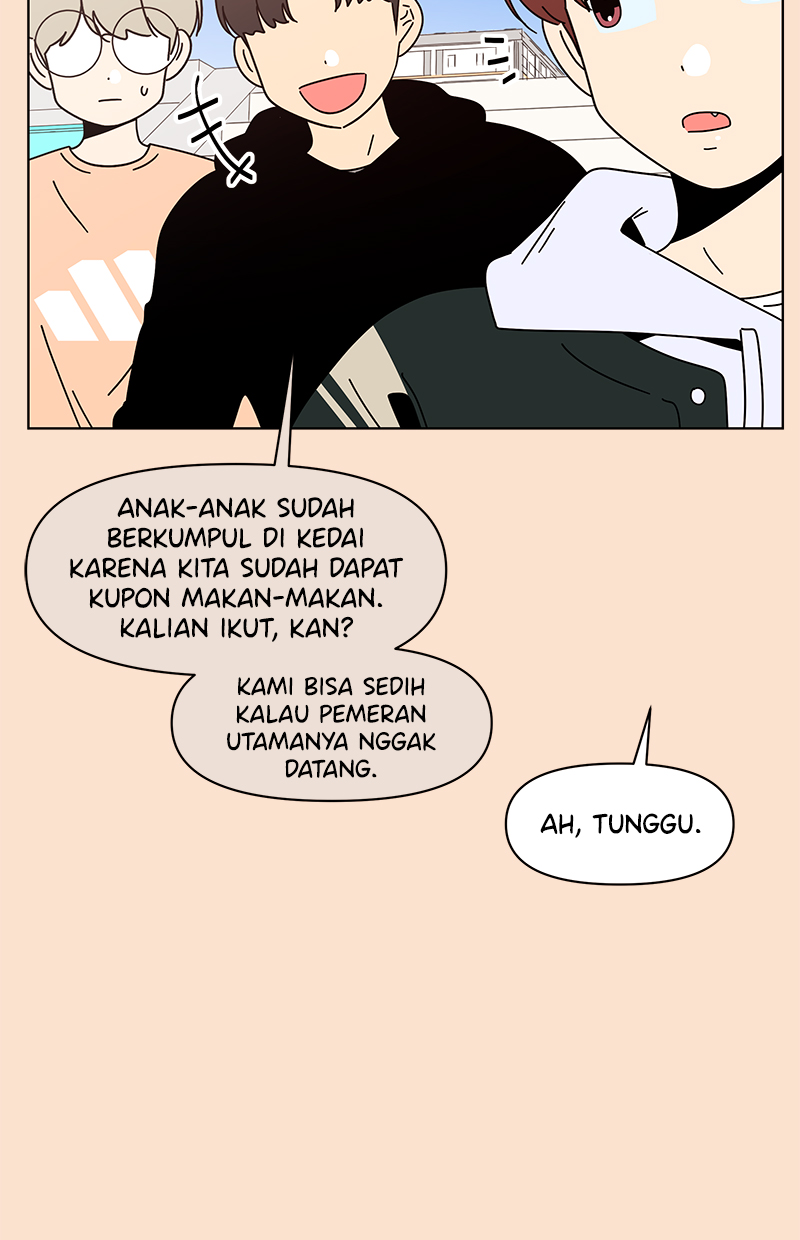 ANAK-ANAK SUDAH
BERKUMPUL DI KEDAI
KARENA KITA SUDAH DAPAT
KUPON MAKAN-MAKAN.
KALIAN IKUT, KAN?
KAMI BISA SEDIH
KALAU PEMERAN
UTAMANYA NGGAK
DATANG.
AH, TUNGGU.